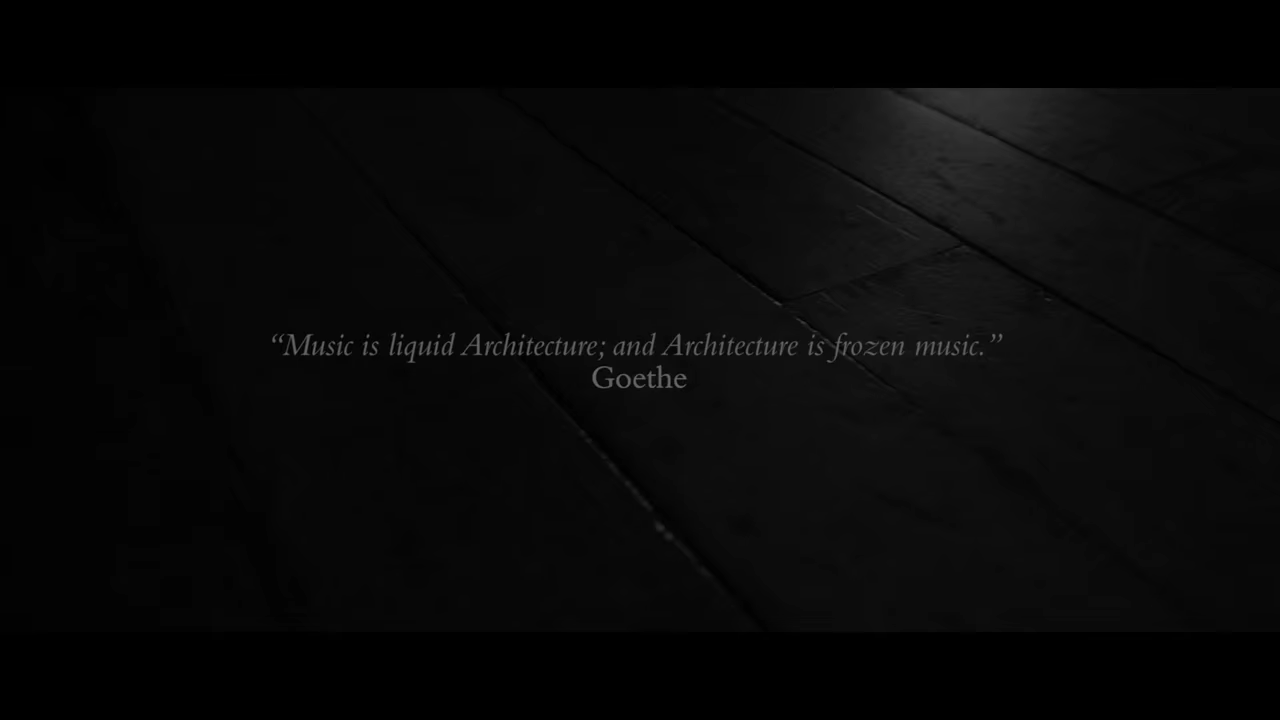 “Music is liquid Architecture; and Architecture is frozen music.”
Goethe